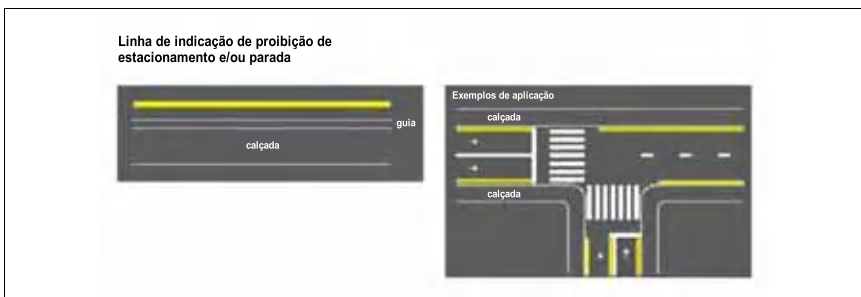 Linha de indicação de proibição de
estacionamento e/ou parada
guia
calçada
Exemplos de aplicação
calçada
calçada